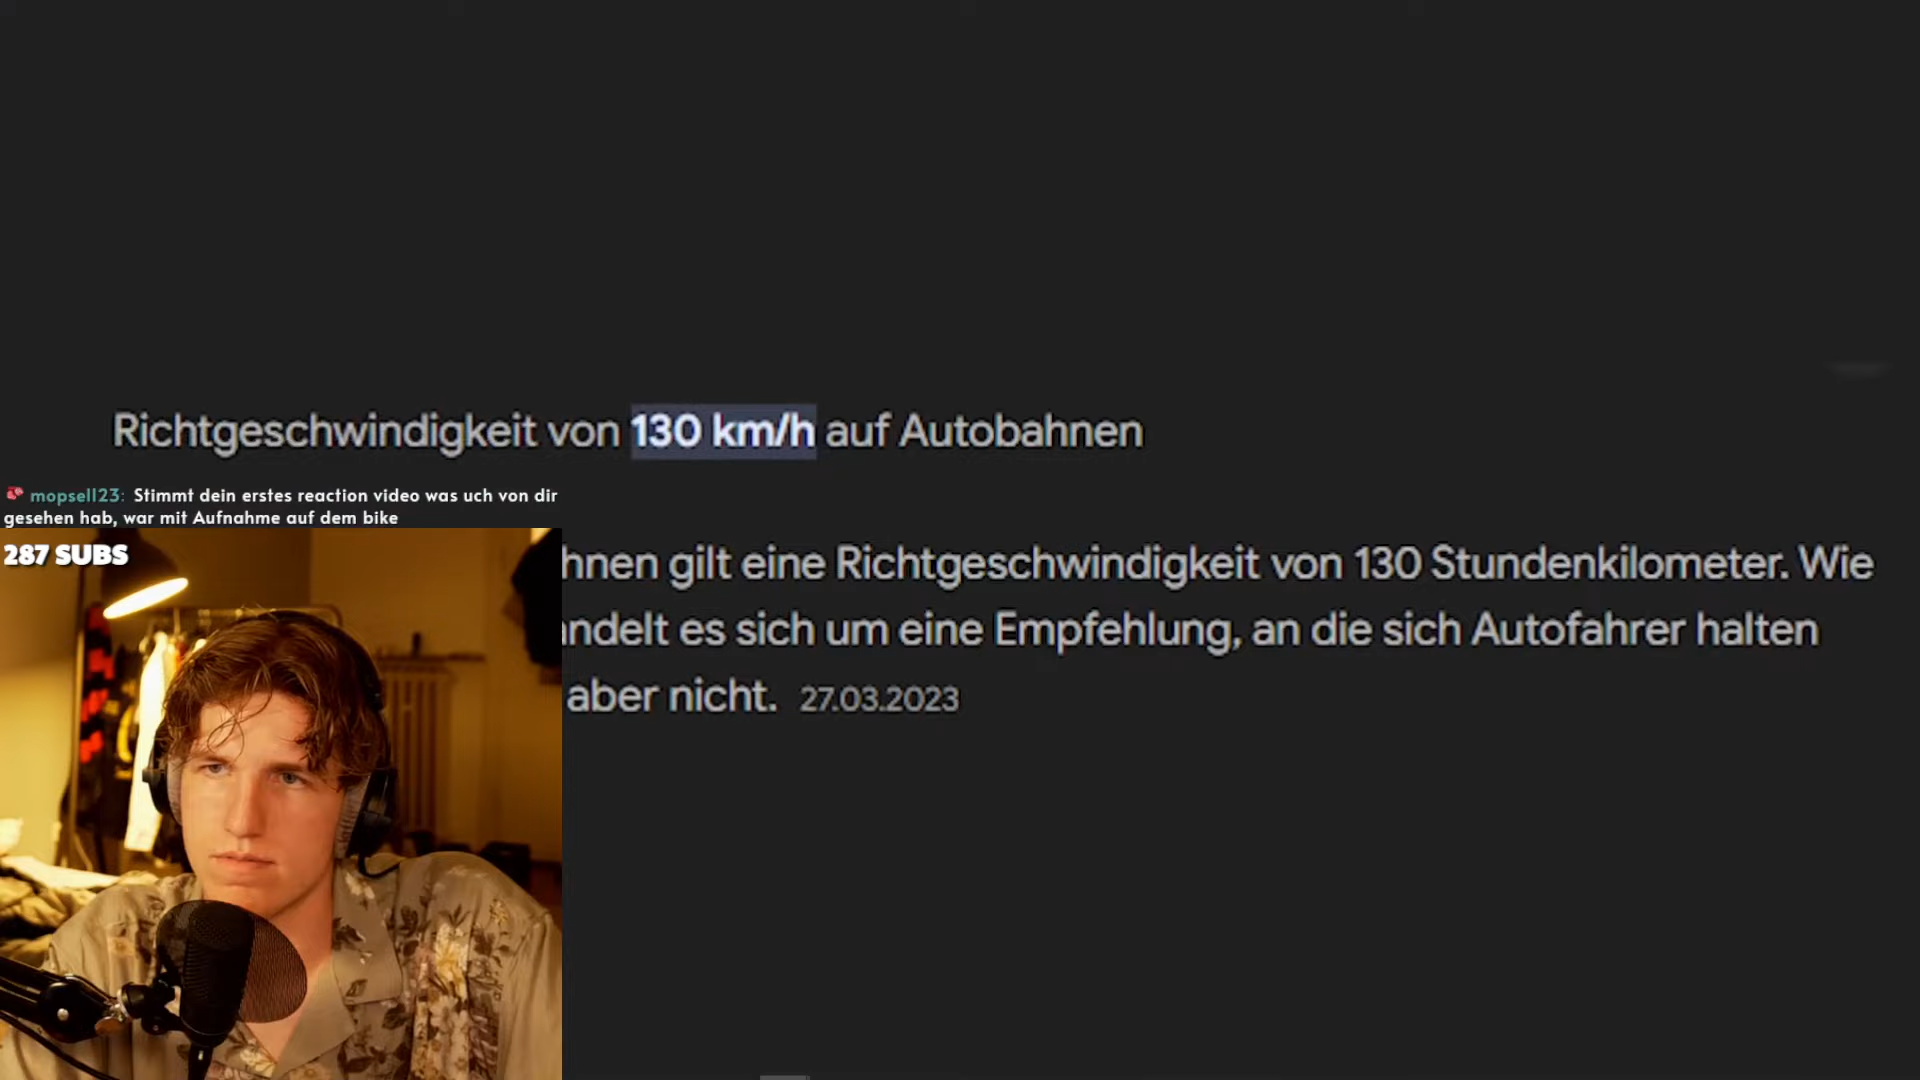 Richtgeschwindigkeit von 130 km/h auf Autobahnen
mopsell23: Stimmt dein erstes reaction video was uch von dir
gesehen hab, war mit Aufnahme auf dem bike
287 SUBS
hnen gilt eine Richtgeschwindigkeit von 130 Stundenkilometer. Wie
andelt es sich um eine Empfehlung, an die sich Autofahrer halten
aber nicht. 27.03.2023